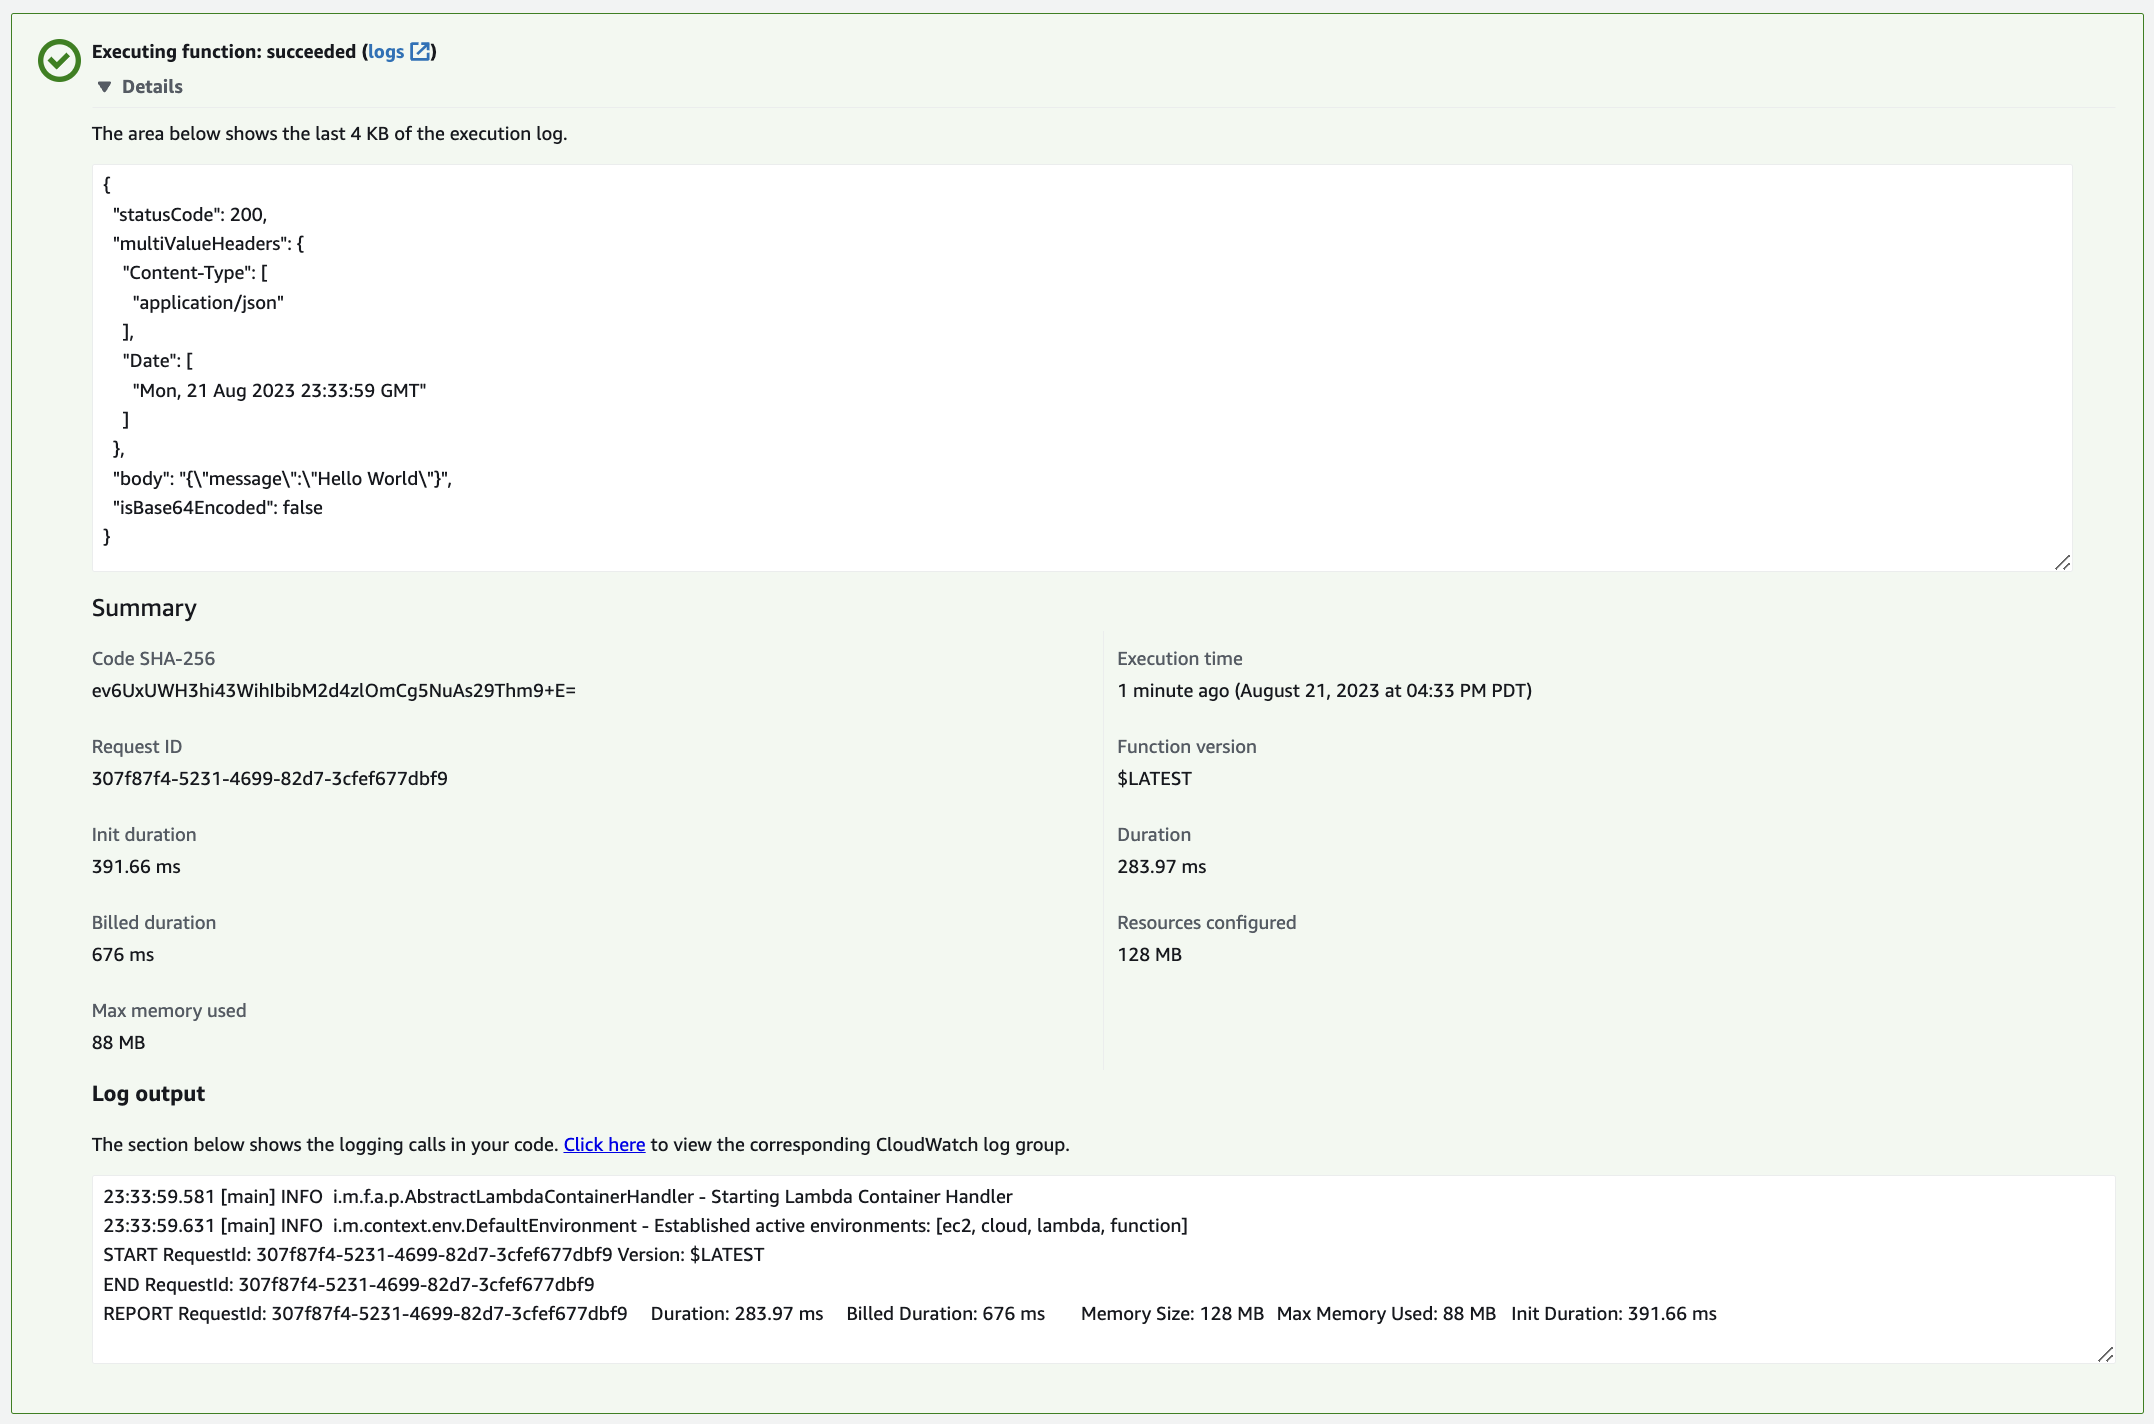 Executing function: succeeded (logs)
Details
The area below shows the last 4 KB of the execution log.
{
"statusCode": 200,
"multiValueHeaders": {
"Content-Type": [
"application/json"
],
"Date": [
"Mon, 21 Aug 2023 23:33:59 GMT"
]
},
"body": "{\"message\":\"Hello World\"}",
"isBase64Encoded": false
}
Summary
Code SHA-256
ev6UxUWH3hi43WihIbibM2d4zlOmCg5NuAs29Thm9+E=
Execution time
1 minute ago (August 21, 2023 at 04:33 PM PDT)
Request ID
307f87f4-5231-4699-82d7-3cfef677dbf9
Function version
$LATEST
Init duration
391.66 ms
Duration
283.97 ms
Billed duration
676 ms
Resources configured
128 MB
Max memory used
88 MB
Log output
The section below shows the logging calls in your code. Click here to view the corresponding CloudWatch log group.
23:33:59.581 [main] INFO  i.m.f.a.p.AbstractLambdaContainerHandler - Starting Lambda Container Handler
23:33:59.631 [main] INFO  i.m.context.env.DefaultEnvironment - Established active environments: [ec2, cloud, lambda, function]
START RequestId: 307f87f4-5231-4699-82d7-3cfef677dbf9 Version: $LATEST
END RequestId: 307f87f4-5231-4699-82d7-3cfef677dbf9
REPORT RequestId: 307f87f4-5231-4699-82d7-3cfef677dbf9 Duration: 283.97 ms Billed Duration: 676 ms Memory Size: 128 MB Max Memory Used: 88 MB Init Duration: 391.66 ms